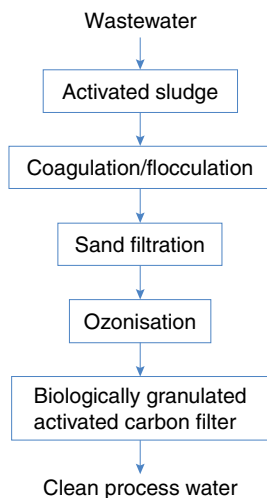 Wastewater
Activated sludge
Coagulation/flocculation
Sand filtration
Ozonisation
Biologically granulated
activated carbon filter
Clean process water